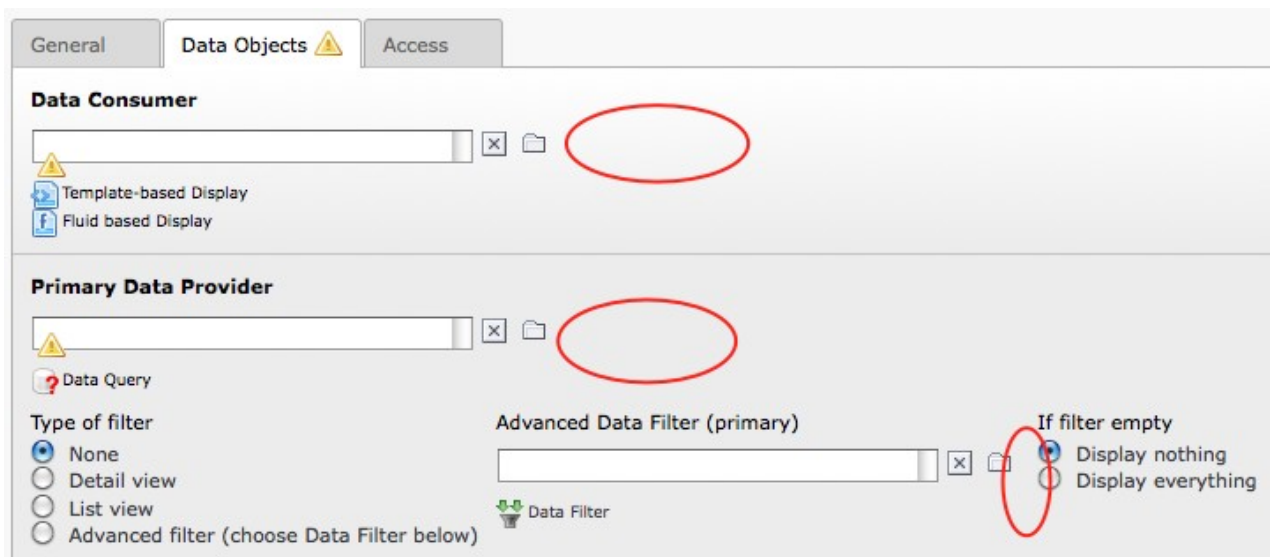 General Data Objects Access
Data Consumer
Template-based Display
Fluid based Display
Primary Data Provider
Data Query
Type of filter Advanced Data Filter (primary) If filter empty
None Display nothing
Detail view Display everything
List view Data Filter
Advanced filter (choose Data Filter below)